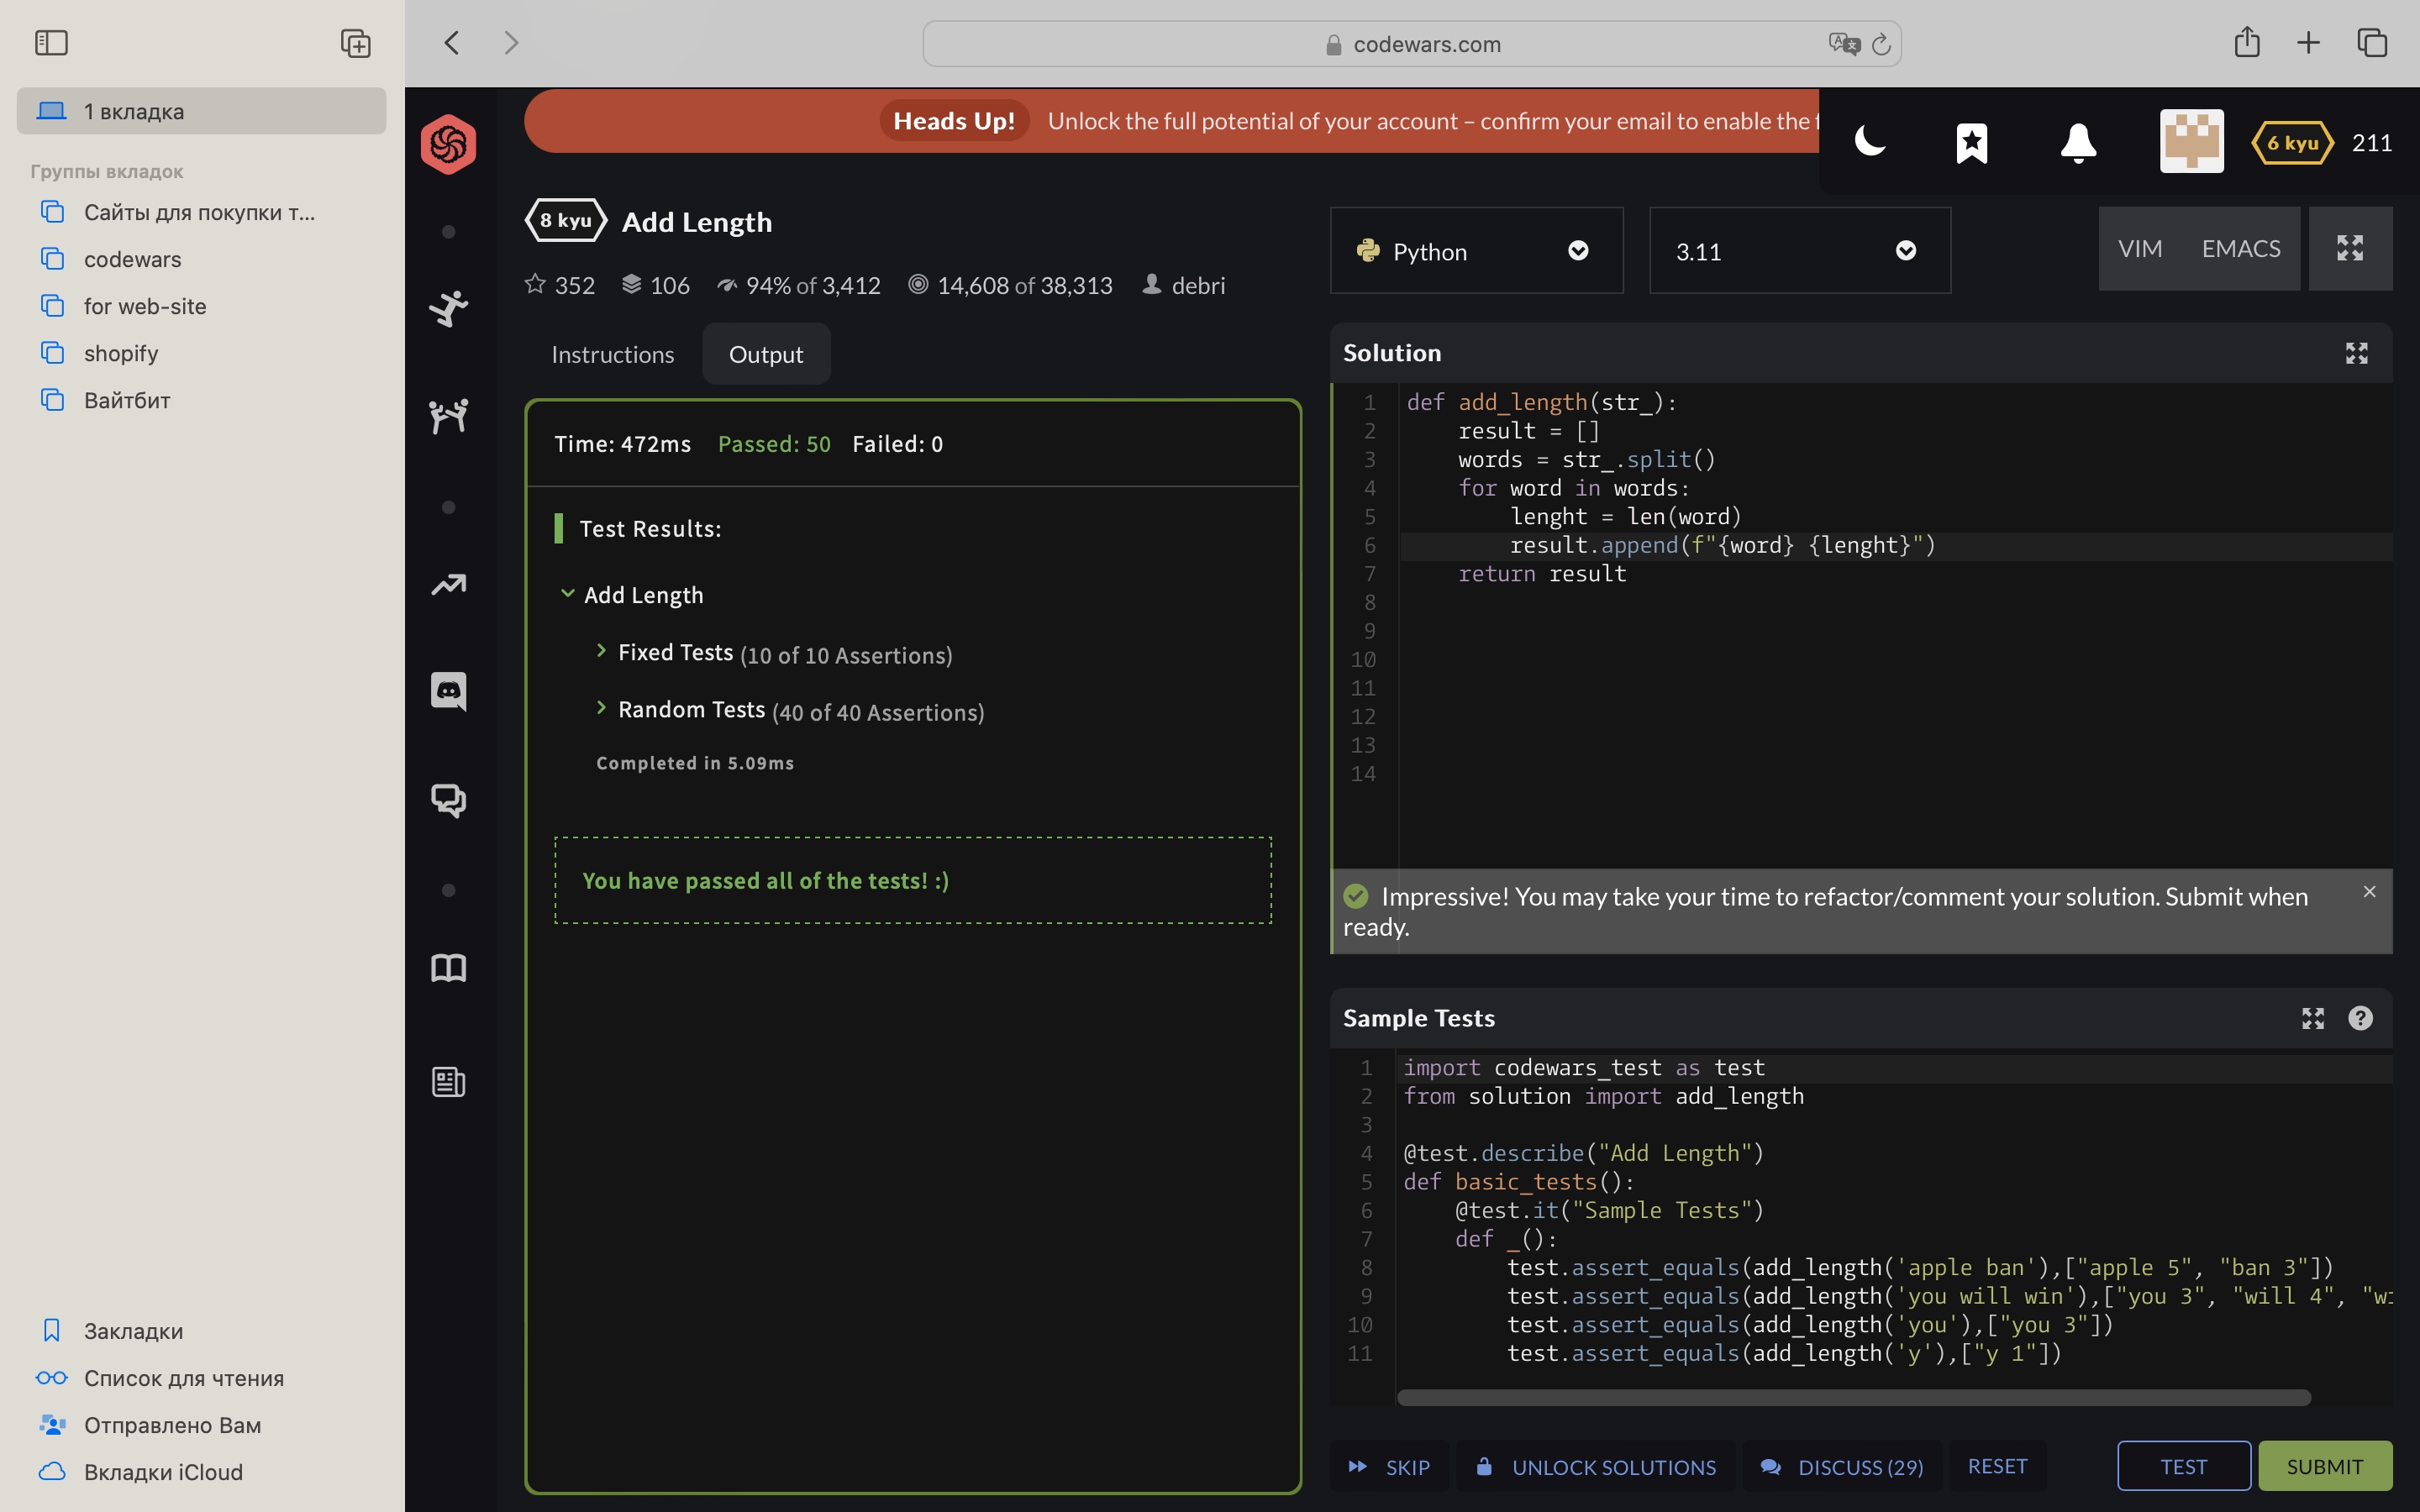 1 вкладка
Группы вкладок
Сайты для покупки т...
codewars
for web-site
shopify
Вайтбит
Закладки
Список для чтения
Отправлено Вам
Вкладки iCloud
codewars.com
Heads Up! Unlock the full potential of your account – confirm your email to enable the
6 kyu 211
8 kyu Add Length
352 106 94% of 3,412 14,608 of 38,313 debri
Python 3.11 VIM EMACS
Instructions Output
Time: 472ms Passed: 50 Failed: 0
Test Results:
Add Length
Fixed Tests (10 of 10 Assertions)
Random Tests (40 of 40 Assertions)
Completed in 5.09ms
You have passed all of the tests! :)
Solution
1 def add_length(str_):
2 result = []
3 words = str_.split()
4 for word in words:
5 lenght = len(word)
6 result.append(f"{word} {lenght}")
7 return result
8
9
10
11
12
13
14
Impressive! You may take your time to refactor/comment your solution. Submit when
ready.
Sample Tests
1 import codewars_test as test
2 from solution import add_length
3
4 @test.describe("Add Length")
5 def basic_tests():
6 @test.it("Sample Tests")
7 def _():
8 test.assert_equals(add_length('apple ban'),["apple 5", "ban 3"])
9 test.assert_equals(add_length('you will win'),["you 3", "will 4", "wi
10 test.assert_equals(add_length('you'),["you 3"])
11 test.assert_equals(add_length('y'),["y 1"])
SKIP UNLOCK SOLUTIONS DISCUSS (29) RESET TEST SUBMIT